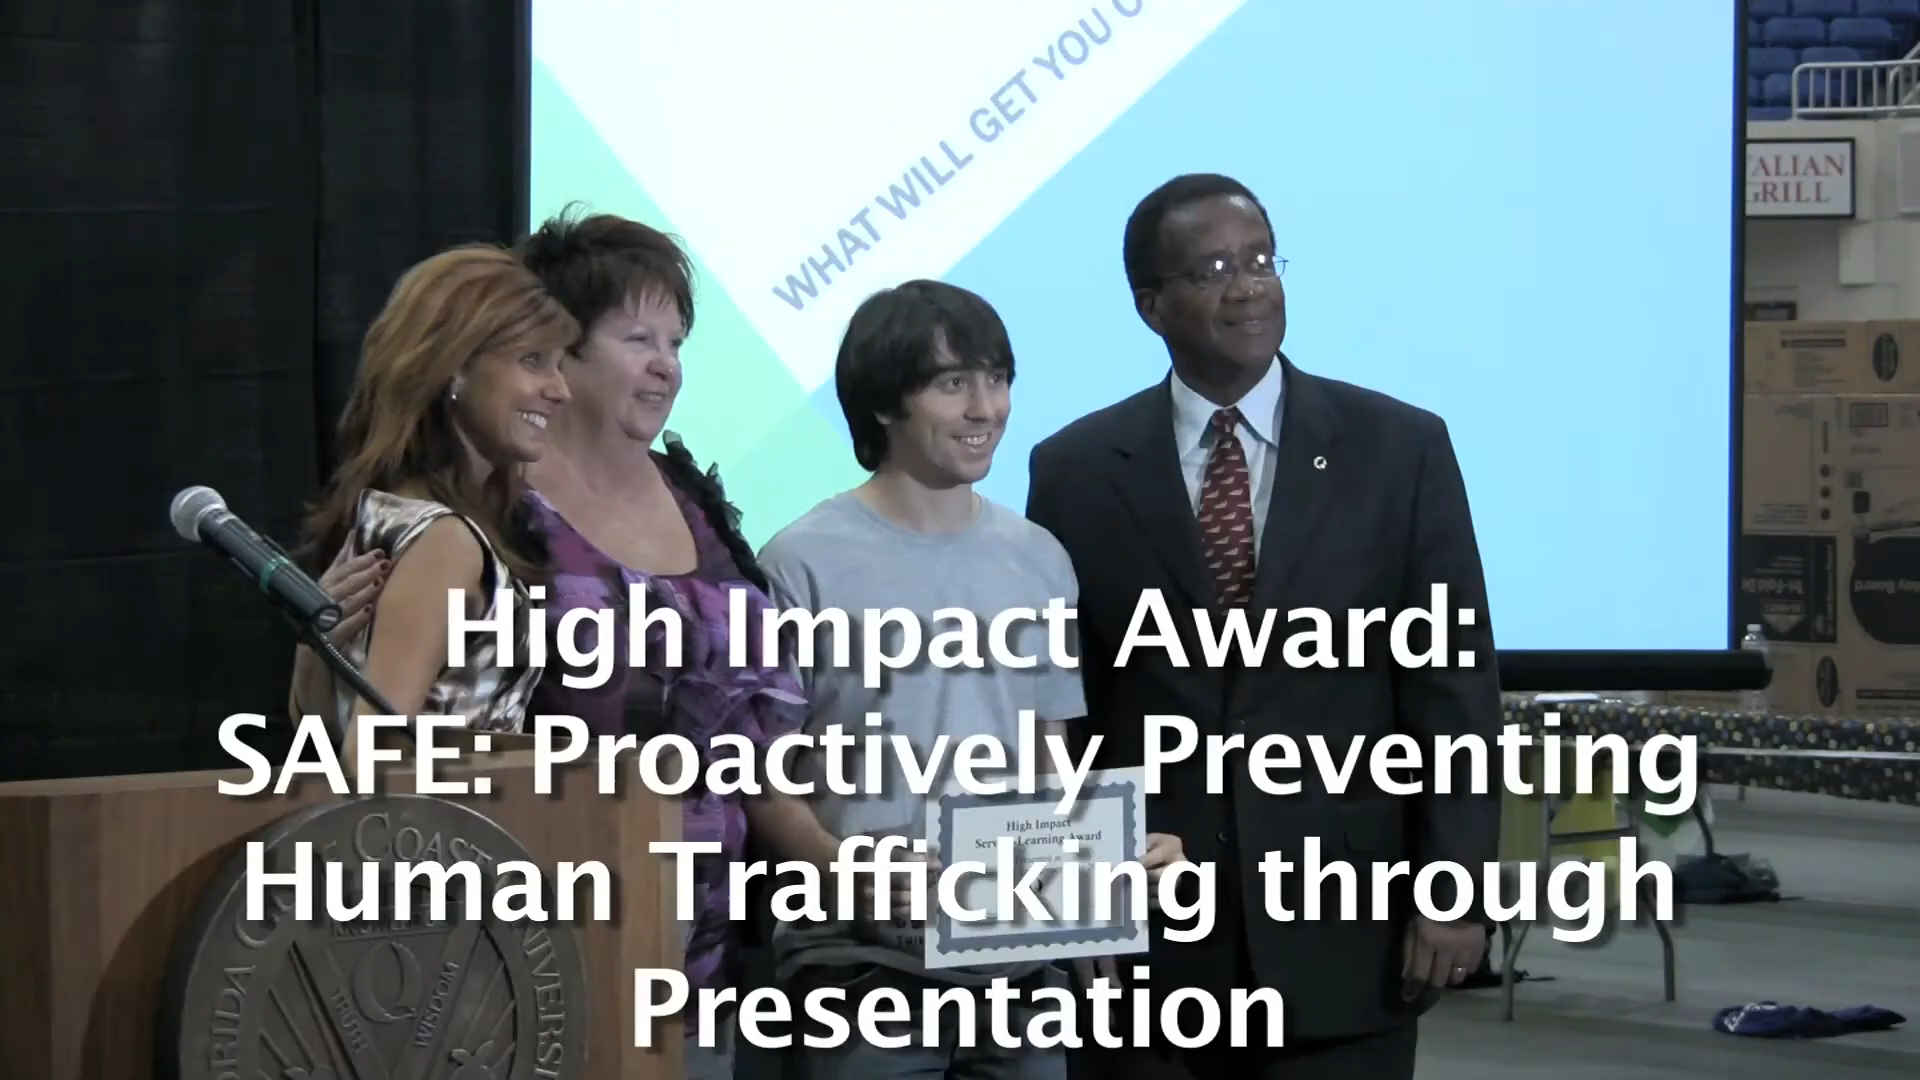 WHAT WILL GET YOU
ALIAN
GRILL
High Impact Award:
SAFE: Proactively Preventing
Human Trafficking through
Presentation
High Impact
Learning Award
COAST
TRUTH
WISDOM
Q